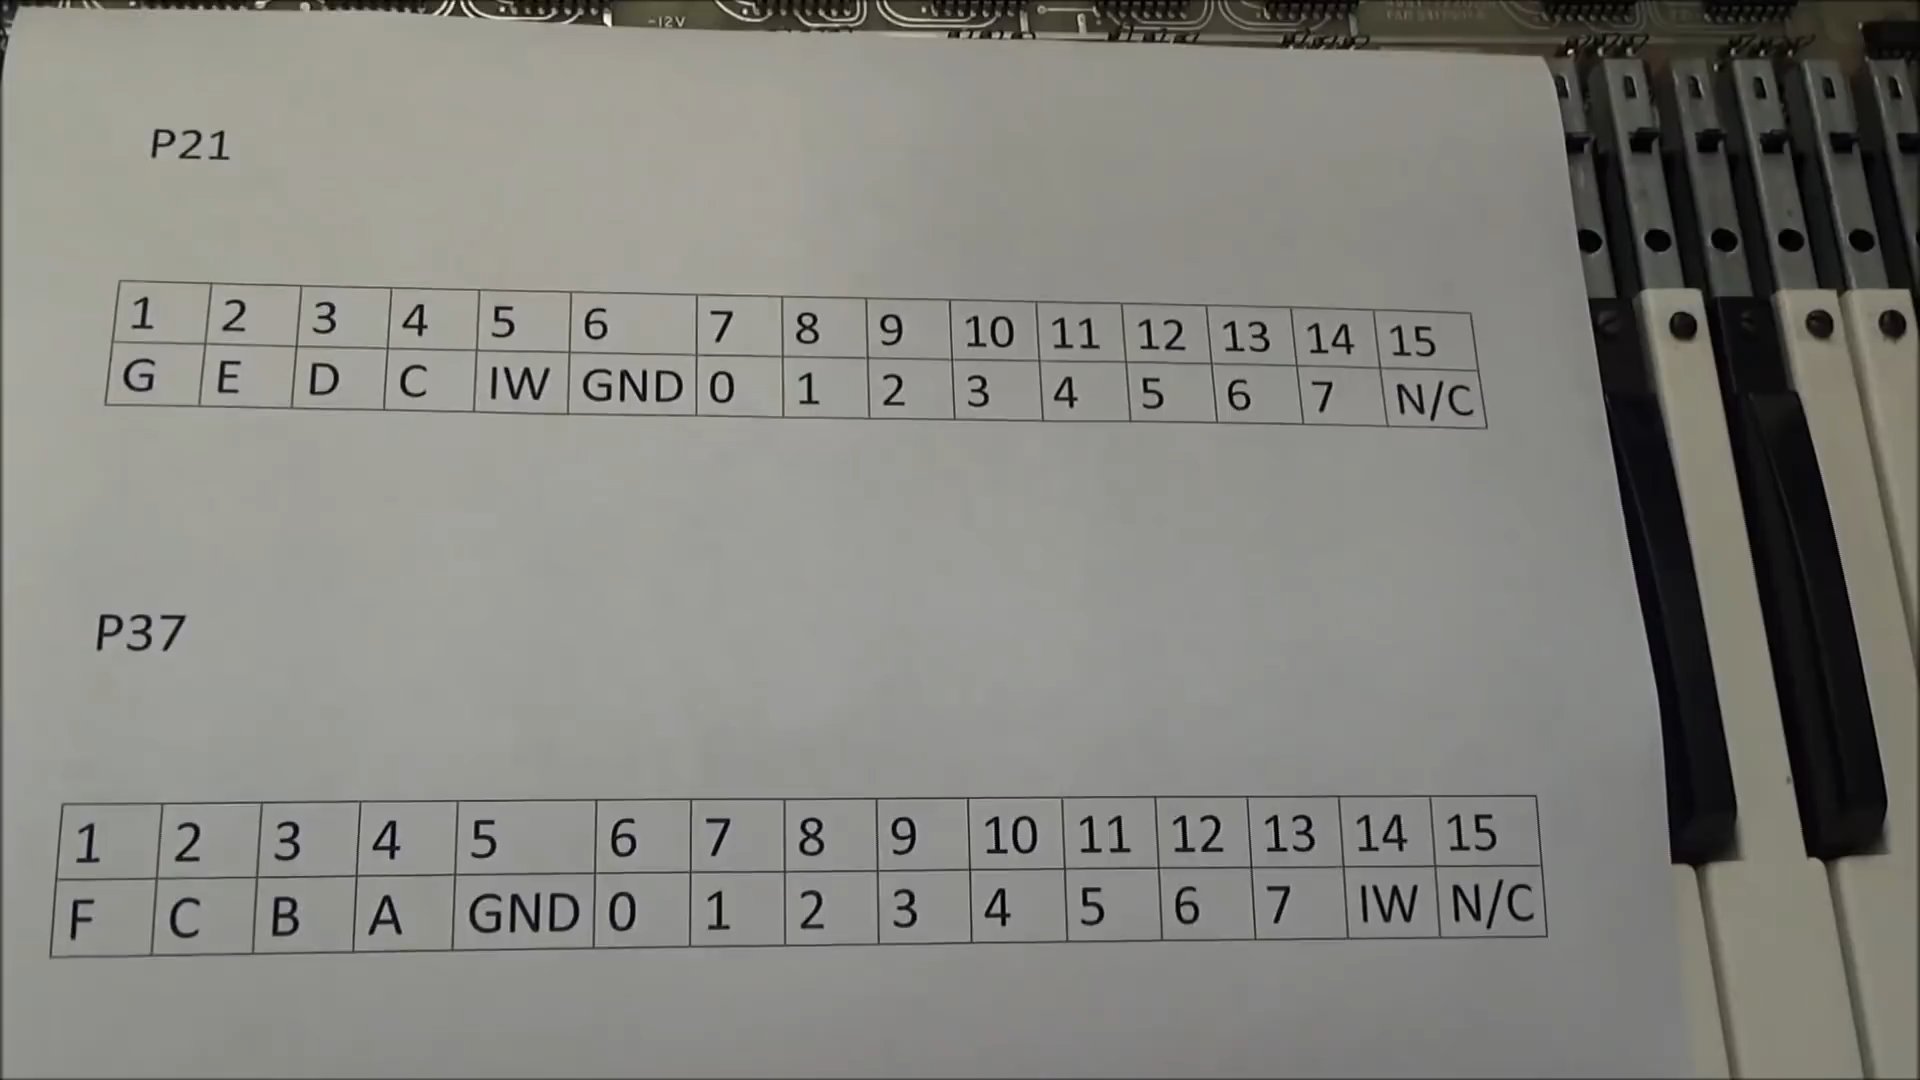 -12V
P21
1 2 3 4 5 6 7 8 9 10 11 12 13 14 15
G E D C IW GND 0 1 2 3 4 5 6 7 N/C
P37
1 2 3 4 5 6 7 8 9 10 11 12 13 14 15
F C B A GND 0 1 2 3 4 5 6 7 IW N/C